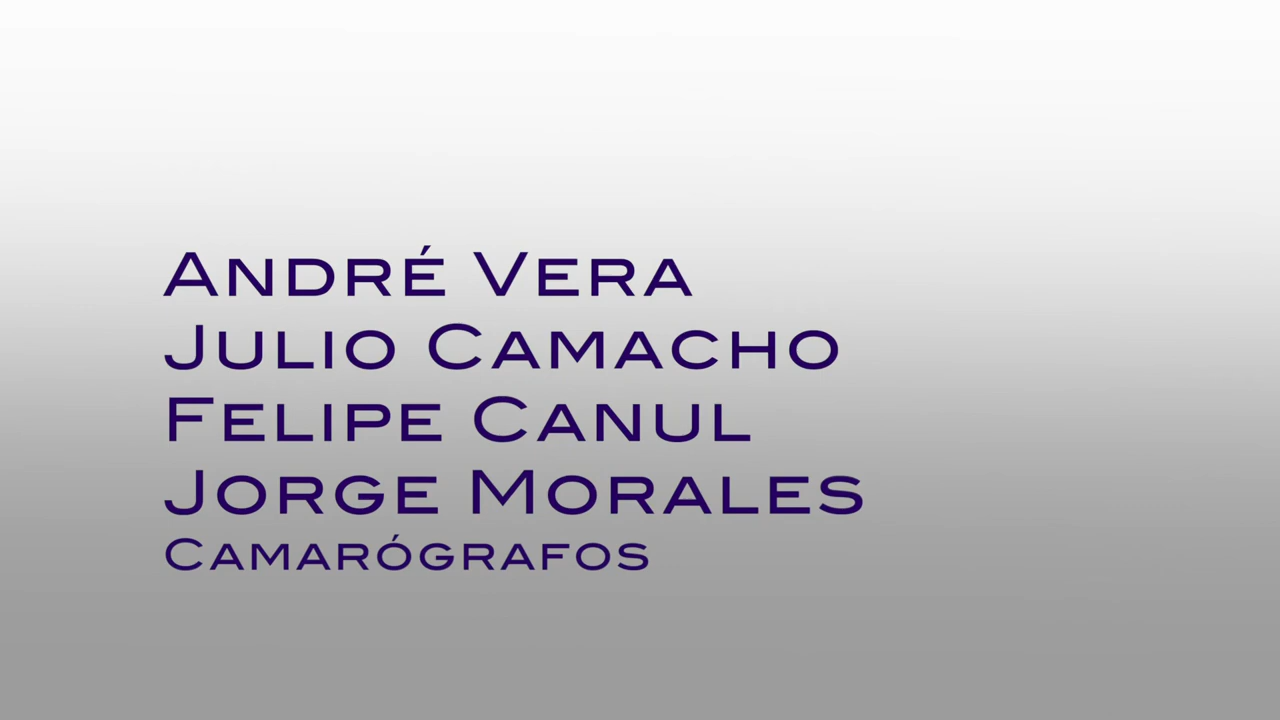 André Vera
Julio Camacho
Felipe Canul
Jorge Morales
Camarógrafos